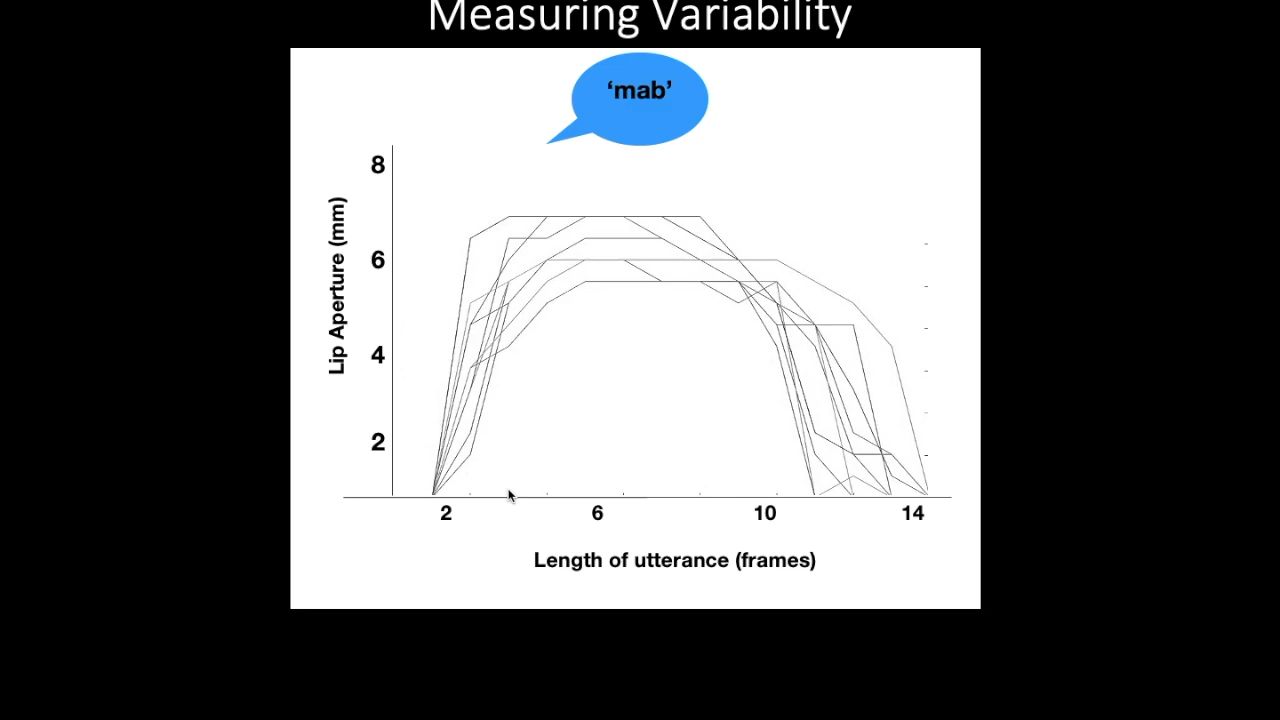 Measuring Variability
‘mab’
8
6
4
2
Lip Aperture (mm)
2 6 10 14
Length of utterance (frames)